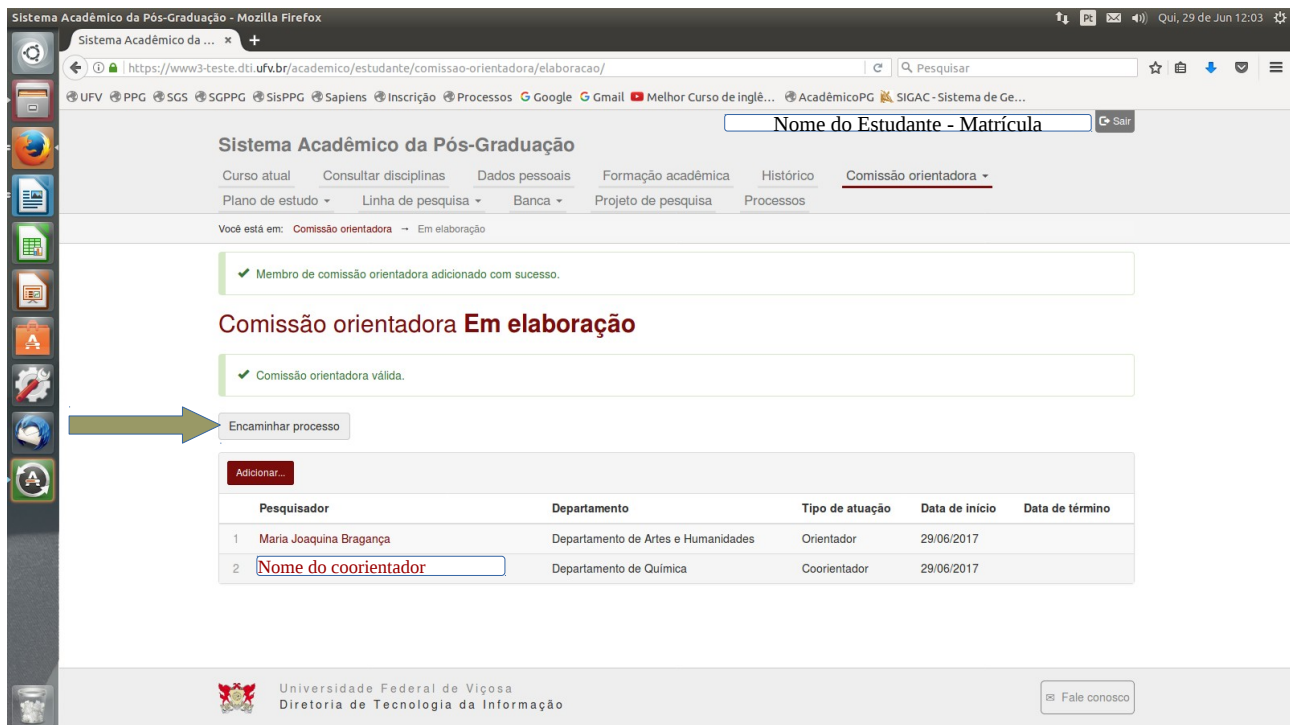 Sistema Acadêmico da Pós-Graduação - Mozilla Firefox
Pt
Qui, 29 de Jun 12:03
Sistema Acadêmico da ... × +
https://www3-teste.dti.ufv.br/academico/estudante/comissao-orientadora/elaboracao/
Pesquisar
UFV PPG SGS SGPPG SisPPG Sapiens Inscrição Processos Google Gmail Melhor Curso de inglê... AcadêmicoPG SIGAC - Sistema de Ge...
Nome do Estudante - Matrícula
Sair
Sistema Acadêmico da Pós-Graduação
Curso atual Consultar disciplinas Dados pessoais Formação acadêmica Histórico Comissão orientadora
Plano de estudo Linha de pesquisa Banca Projeto de pesquisa Processos
Você está em: Comissão orientadora → Em elaboração
Membro de comissão orientadora adicionado com sucesso.
Comissão orientadora Em elaboração
Comissão orientadora válida.
Encaminhar processo
Adicionar...
Pesquisador Departamento Tipo de atuação Data de início Data de término
1 Maria Joaquina Bragança Departamento de Artes e Humanidades Orientador 29/06/2017
2 Nome do coorientador Departamento de Química Coorientador 29/06/2017
Universidade Federal de Viçosa
Diretoria de Tecnologia da Informação
Fale conosco